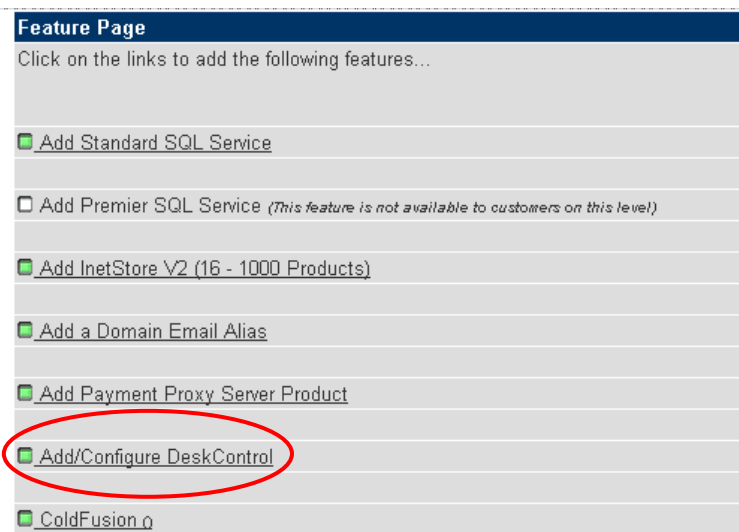 Feature Page
Click on the links to add the following features...
Add Standard SQL Service
Add Premier SQL Service (This feature is not available to customers on this level)
Add InetStore V2 (16 - 1000 Products)
Add a Domain Email Alias
Add Payment Proxy Server Product
Add/Configure DeskControl
ColdFusion ()